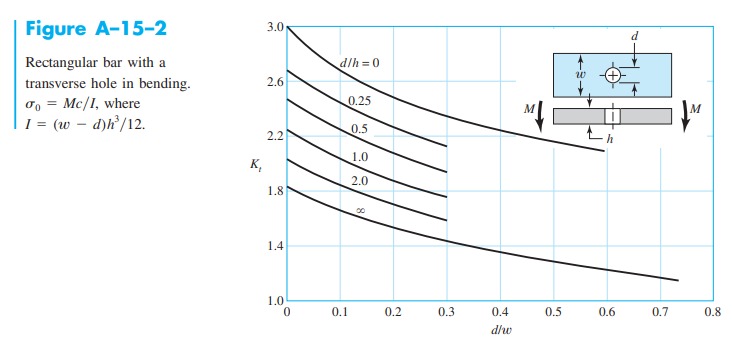 Figure A–15–2
Rectangular bar with a
transverse hole in bending.
σ₀ = Mc/I, where
I = (w − d)h³/12.
3.0
2.6
2.2
1.8
1.4
1.0
Kₜ
d/h = 0
0.25
0.5
1.0
2.0
∞
d
w
M
M
h
0
0.1
0.2
0.3
0.4
0.5
0.6
0.7
0.8
d/w